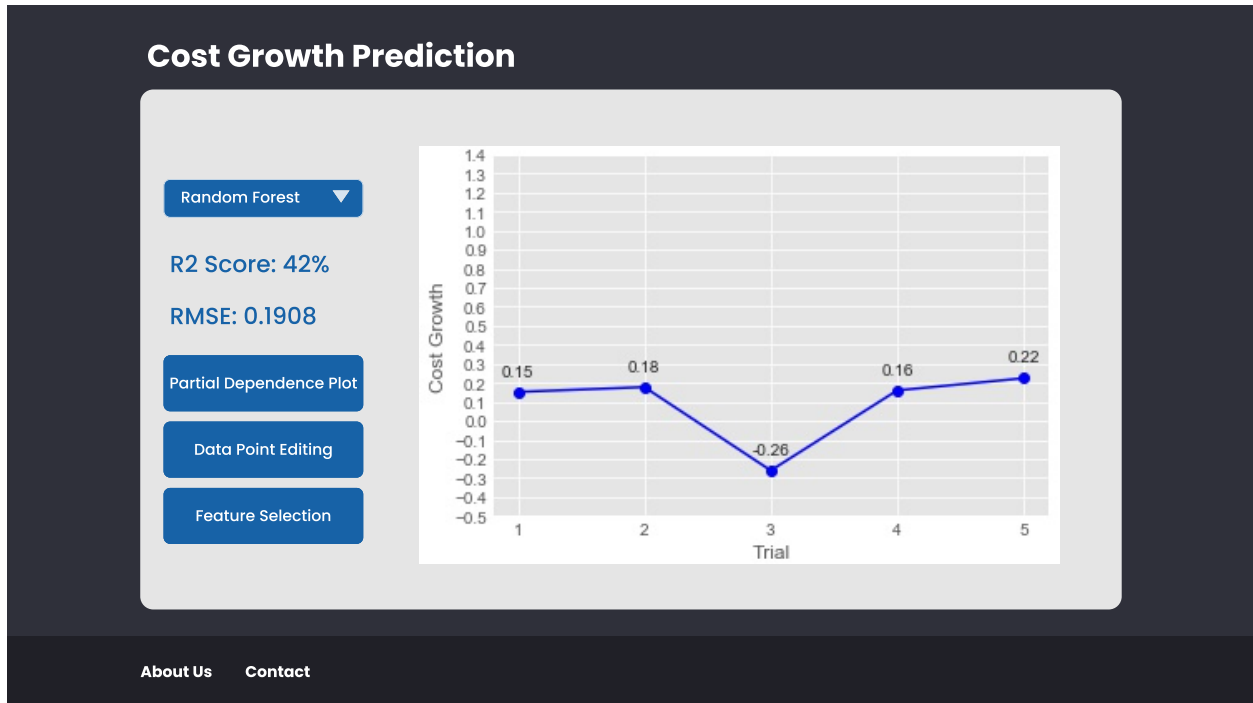 Cost Growth Prediction
Random Forest
R2 Score: 42%
RMSE: 0.1908
Partial Dependence Plot
Data Point Editing
Feature Selection
Cost Growth
1.4
1.3
1.2
1.1
1.0
0.9
0.8
0.7
0.6
0.5
0.4
0.3
0.2
0.1
0.0
−0.1
−0.2
−0.3
−0.4
−0.5
0.15
0.18
-0.26
0.16
0.22
1 2 3 4 5
Trial
About Us Contact